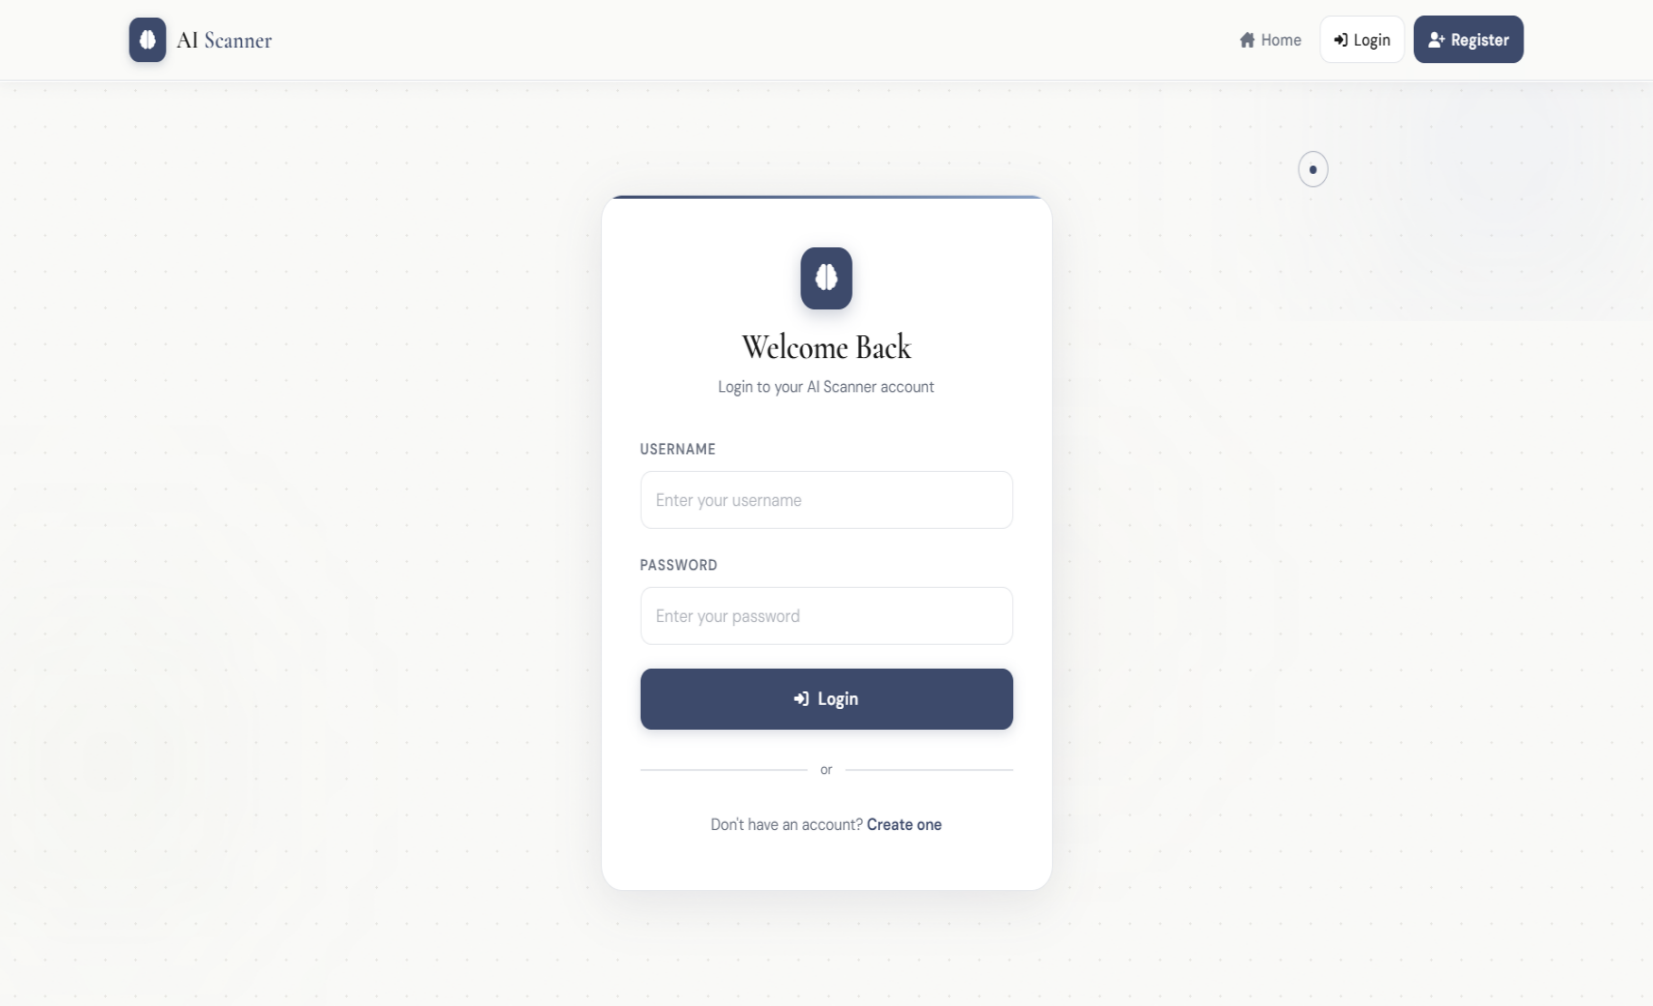 AI Scanner
Home
Login
Register
Welcome Back
Login to your AI Scanner account
USERNAME
Enter your username
PASSWORD
Enter your password
Login
or
Don't have an account? Create one